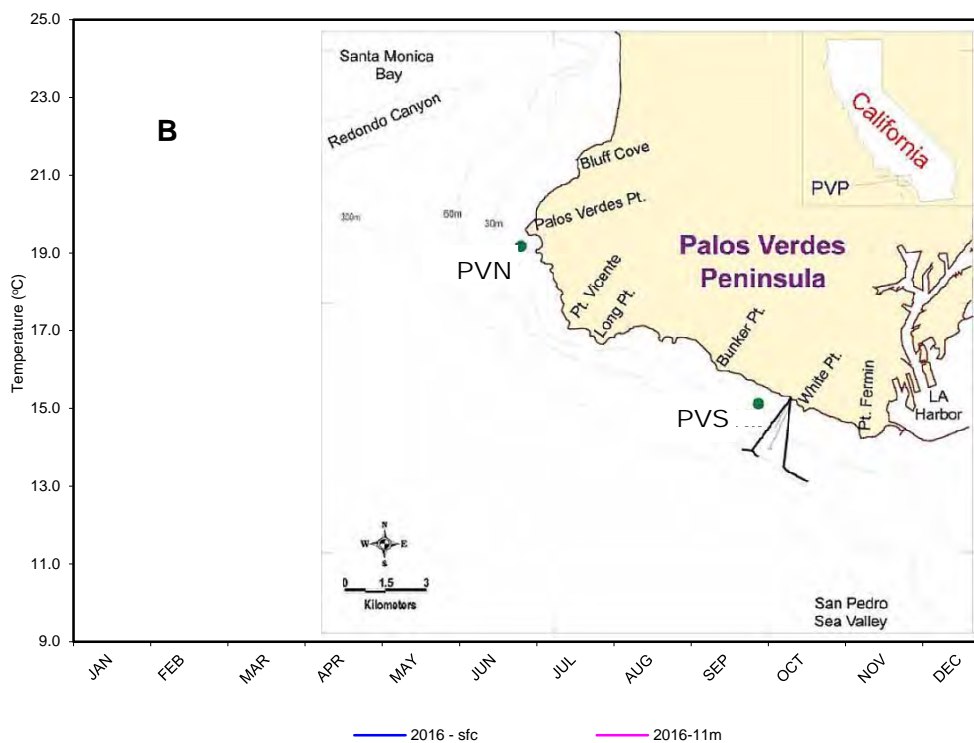 25.0
23.0
21.0
19.0
17.0
15.0
13.0
11.0
9.0
Temperature (ºC)
B
Santa Monica
Bay
Redondo Canyon
Bluff Cove
California
PVP
60m
30m
Palos Verdes Pt.
PVN
Palos Verdes
Peninsula
Pt. Vicente
Long Pt.
Bunker Pt.
White Pt.
Pt. Fermin
LA
Harbor
PVS
N
W
E
S
0 1.5 3
Kilometers
San Pedro
Sea Valley
JAN FEB MAR APR MAY JUN JUL AUG SEP OCT NOV DEC
2016 - sfc
2016-11m